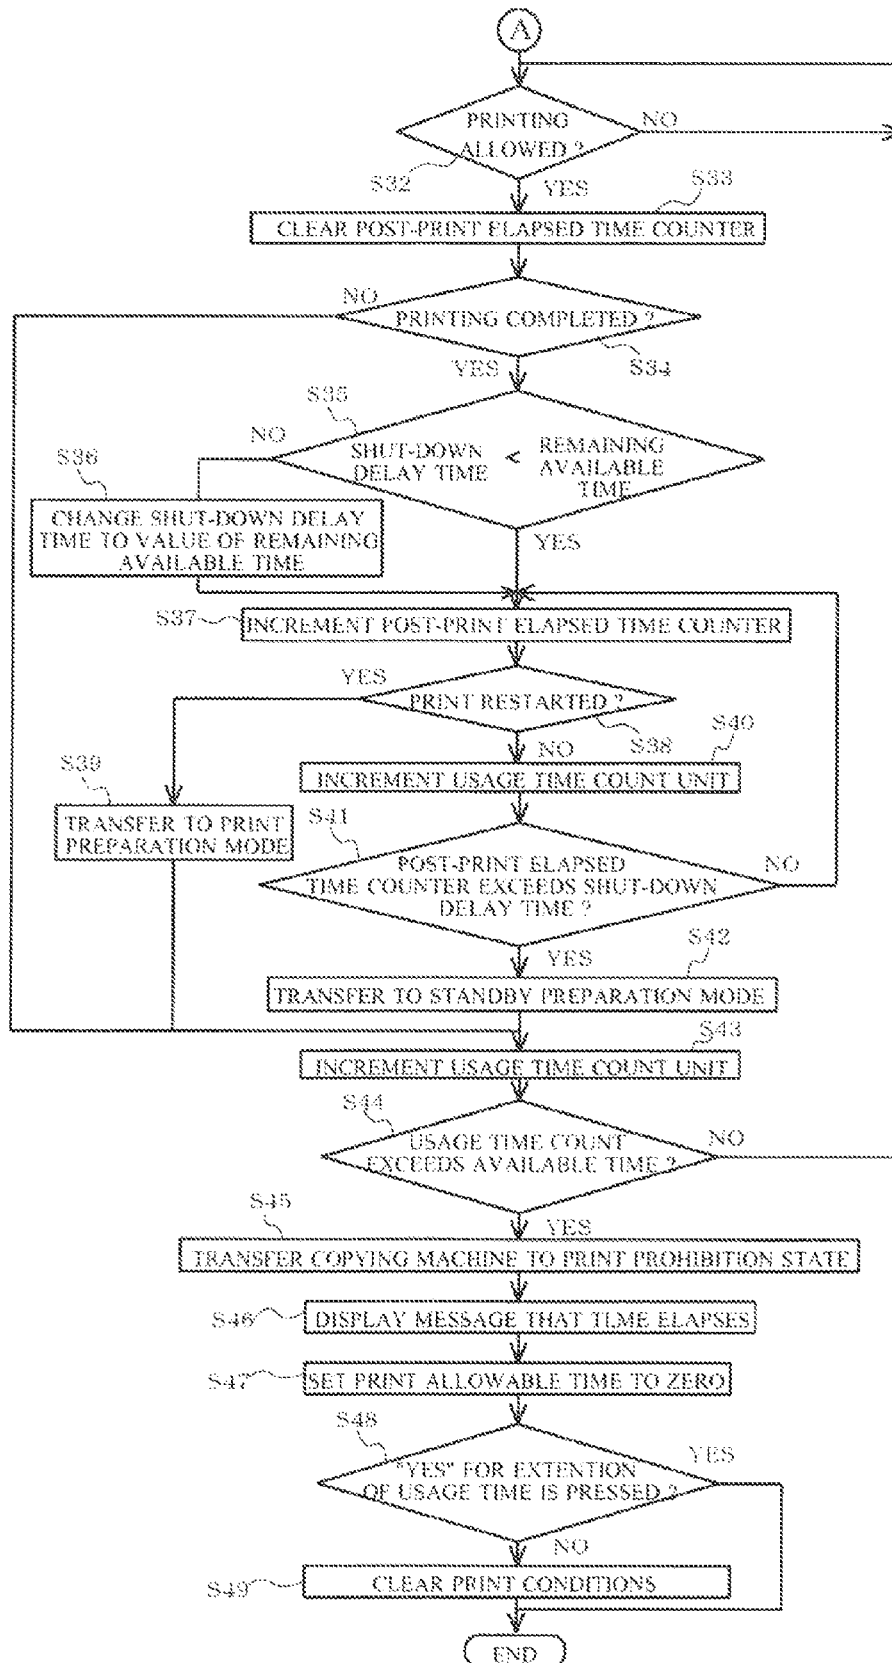 A
PRINTING
ALLOWED ?
NO
S32
YES
S33
CLEAR POST-PRINT ELAPSED TIME COUNTER
NO
PRINTING COMPLETED ?
S34
YES
S35
NO
SHUT-DOWN
DELAY TIME
<
REMAINING
AVAILABLE
TIME
S36
CHANGE SHUT-DOWN DELAY
TIME TO VALUE OF REMAINING
AVAILABLE TIME
YES
S37
INCREMENT POST-PRINT ELAPSED TIME COUNTER
YES
PRINT RESTARTED ?
S38
NO
S40
INCREMENT USAGE TIME COUNT UNIT
S39
TRANSFER TO PRINT
PREPARATION MODE
S41
POST-PRINT ELAPSED
TIME COUNTER EXCEEDS SHUT-DOWN
DELAY TIME ?
NO
YES
S42
TRANSFER TO STANDBY PREPARATION MODE
S43
INCREMENT USAGE TIME COUNT UNIT
S44
USAGE TIME COUNT
EXCEEDS AVAILABLE TIME ?
NO
S45
YES
TRANSFER COPYING MACHINE TO PRINT PROHIBITION STATE
S46
DISPLAY MESSAGE THAT TIME ELAPSES
S47
SET PRINT ALLOWABLE TIME TO ZERO
S48
"YES" FOR EXTENTION
OF USAGE TIME IS PRESSED ?
YES
NO
S49
CLEAR PRINT CONDITIONS
END